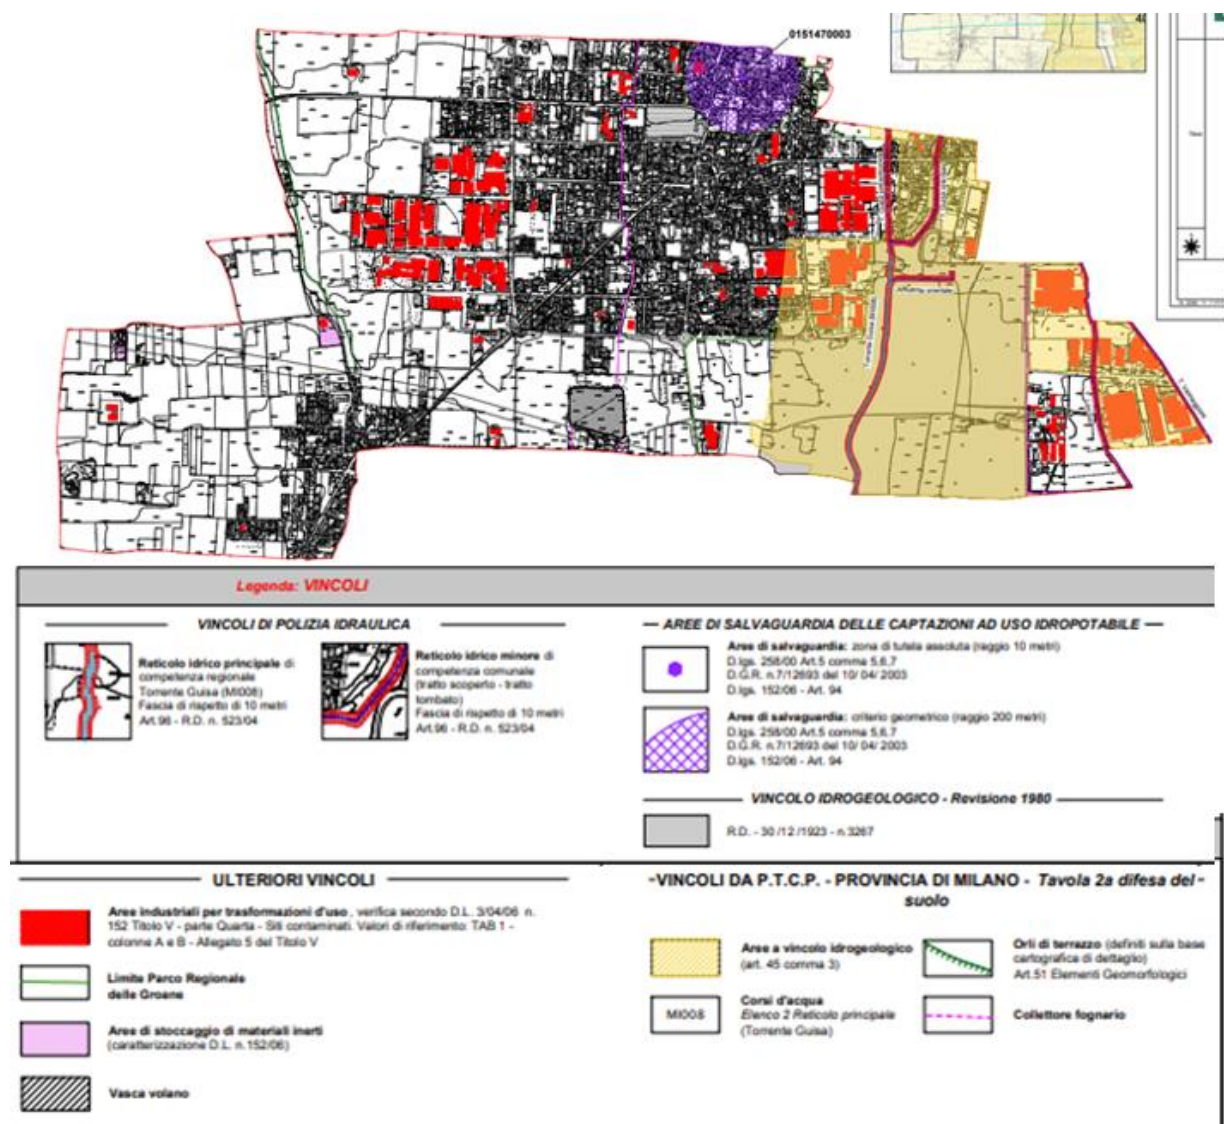 0151470003
Legenda: VINCOLI
VINCOLI DI POLIZIA IDRAULICA
Reticolo idrico principale di
competenza regionale
Torrente Guisa (MI008)
Fascia di rispetto di 10 metri
Art.96 - R.D. n. 523/04
Reticolo idrico minore di
competenza comunale
(tratto scoperto - tratto
tombato)
Fascia di rispetto di 10 metri
Art.96 - R.D. n. 523/04
AREE DI SALVAGUARDIA DELLE CAPTAZIONI AD USO IDROPOTABILE
Aree di salvaguardia: zona di tutela assoluta (raggio 10 metri)
D.lgs. 258/00 Art.5 comma 5,6,7
D.G.R. n.7/12693 del 10/ 04/ 2003
D.lgs. 152/06 - Art. 94
Aree di salvaguardia: criterio geometrico (raggio 200 metri)
D.lgs. 258/00 Art.5 comma 5,6,7
D.G.R. n.7/12693 del 10/ 04/ 2003
D.lgs. 152/06 - Art. 94
VINCOLO IDROGEOLOGICO - Revisione 1980
R.D. - 30 /12 /1923 - n.3267
ULTERIORI VINCOLI
Aree industriali per trasformazioni d'uso , verifica secondo D.L. 3/04/06 n.
152 Titolo V - parte Quarta - Siti contaminati. Valori di riferimento: TAB 1 -
colonne A e B - Allegato 5 del Titolo V
Limite Parco Regionale
delle Groane
Aree di stoccaggio di materiali inerti
(caratterizzazione D.L. n.152/06)
Vasca volano
-VINCOLI DA P.T.C.P. - PROVINCIA DI MILANO - Tavola 2a difesa del -
suolo
Aree a vincolo idrogeologico
(art. 45 comma 3)
MI008
Corsi d'acqua
Elenco 2 Reticolo principale
(Torrente Guisa)
Orli di terrazzo (definiti sulla base
cartografica di dettaglio)
Art.51 Elementi Geomorfologici
Collettore fognario